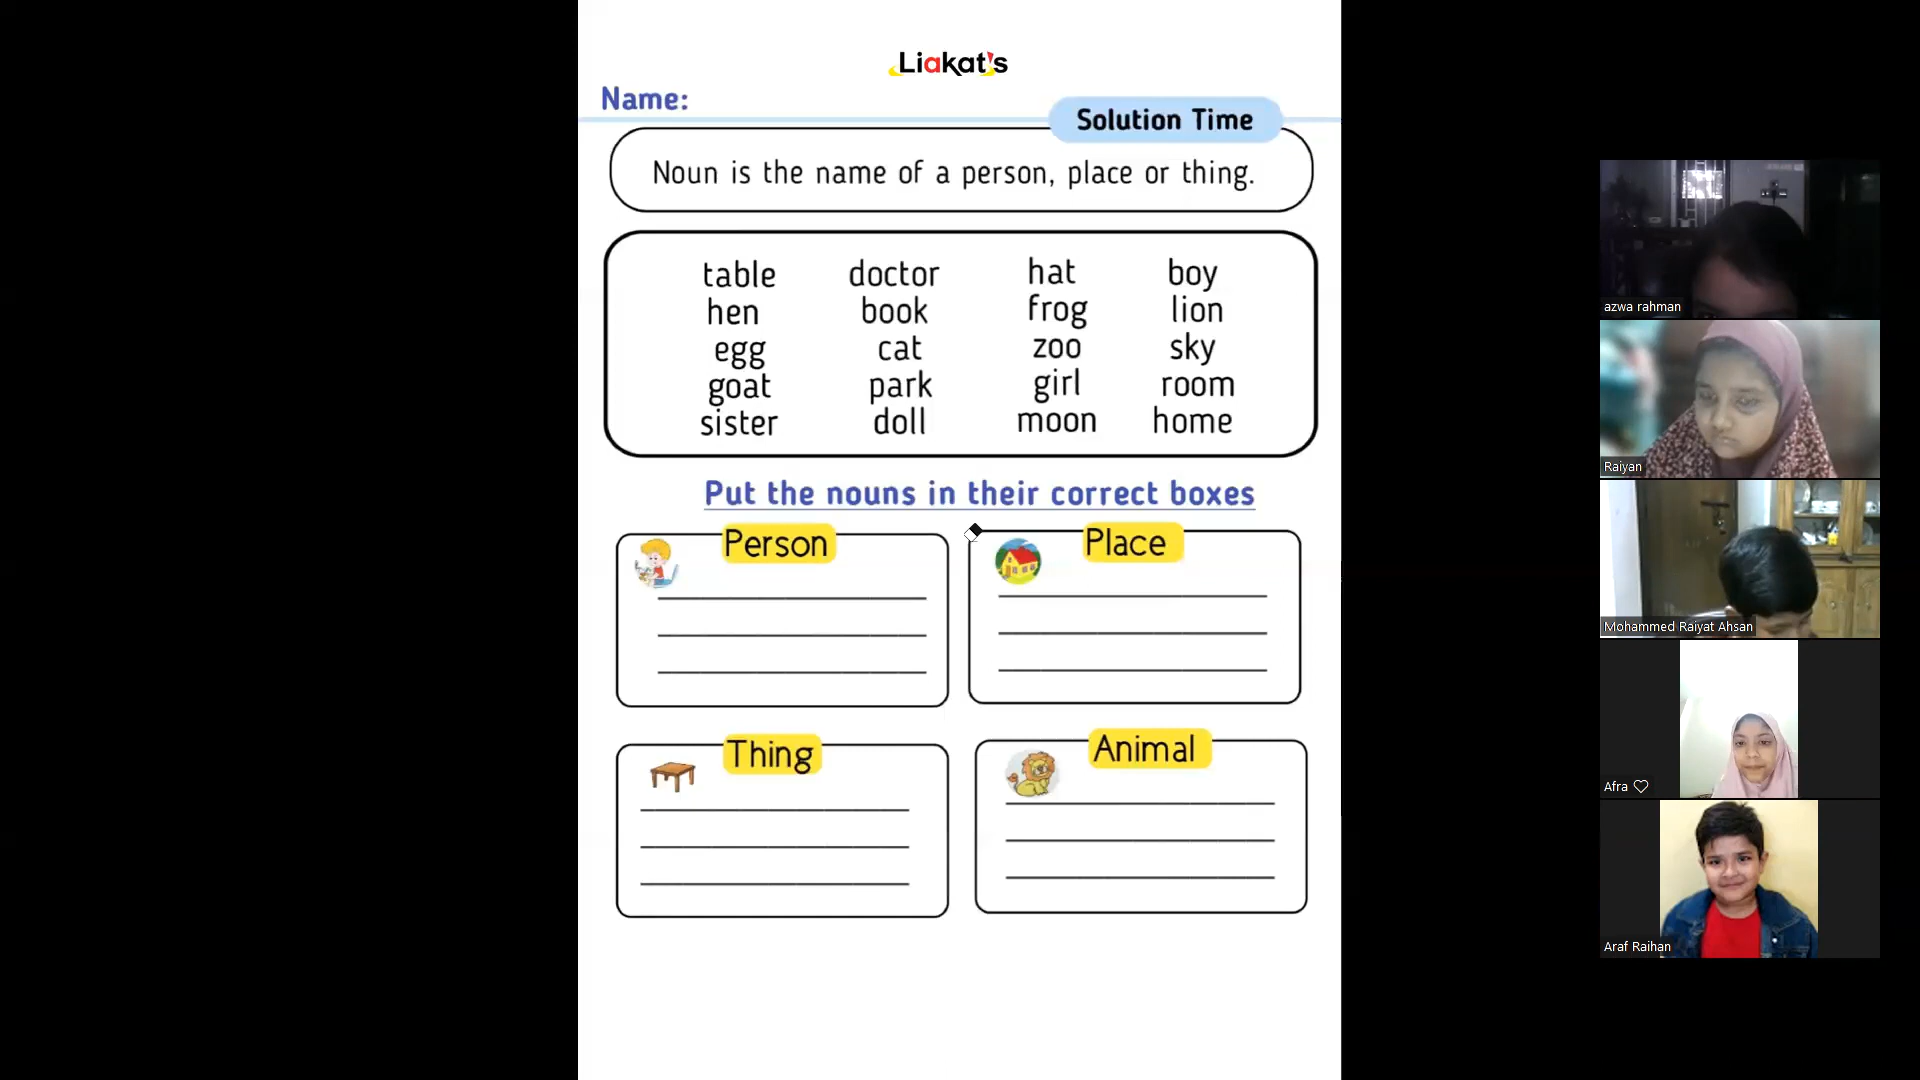 Liakat's
Name:
Solution Time
Noun is the name of a person, place or thing.
table doctor hat boy
hen book frog lion
egg cat zoo sky
goat park girl room
sister doll moon home
Put the nouns in their correct boxes
Person Place
Thing Animal
azwa rahman
Raiyan
Mohammed Raiyat Ahsan
Afra ♡
Araf Raihan